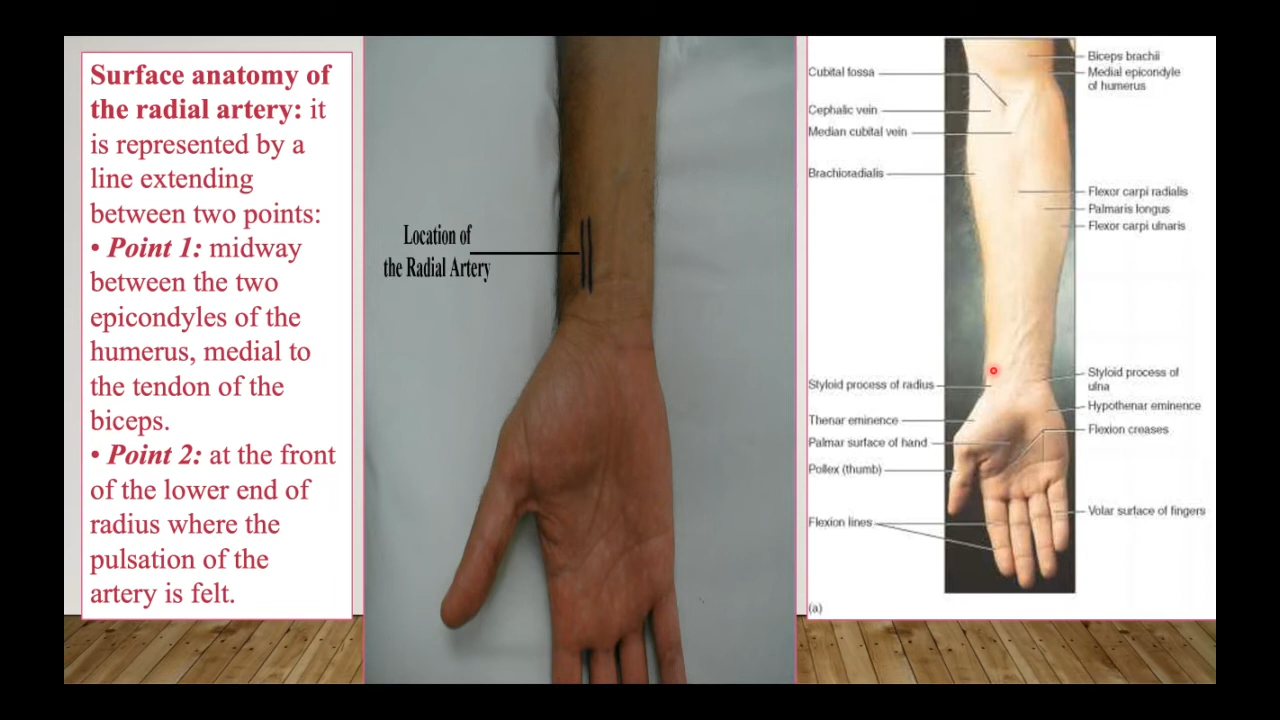 Surface anatomy of
the radial artery: it
is represented by a
line extending
between two points:
• Point 1: midway
between the two
epicondyles of the
humerus, medial to
the tendon of the
biceps.
• Point 2: at the front
of the lower end of
radius where the
pulsation of the
artery is felt.
Location of
the Radial Artery
Cubital fossa
Cephalic vein
Median cubital vein
Brachioradialis
Styloid process of radius
Thenar eminence
Palmar surface of hand
Pollex (thumb)
Flexion lines
(a)
Biceps brachii
Medial epicondyle
of humerus
Flexor carpi radialis
Palmaris longus
Flexor carpi ulnaris
Styloid process of
ulna
Hypothenar eminence
Flexion creases
Volar surface of fingers